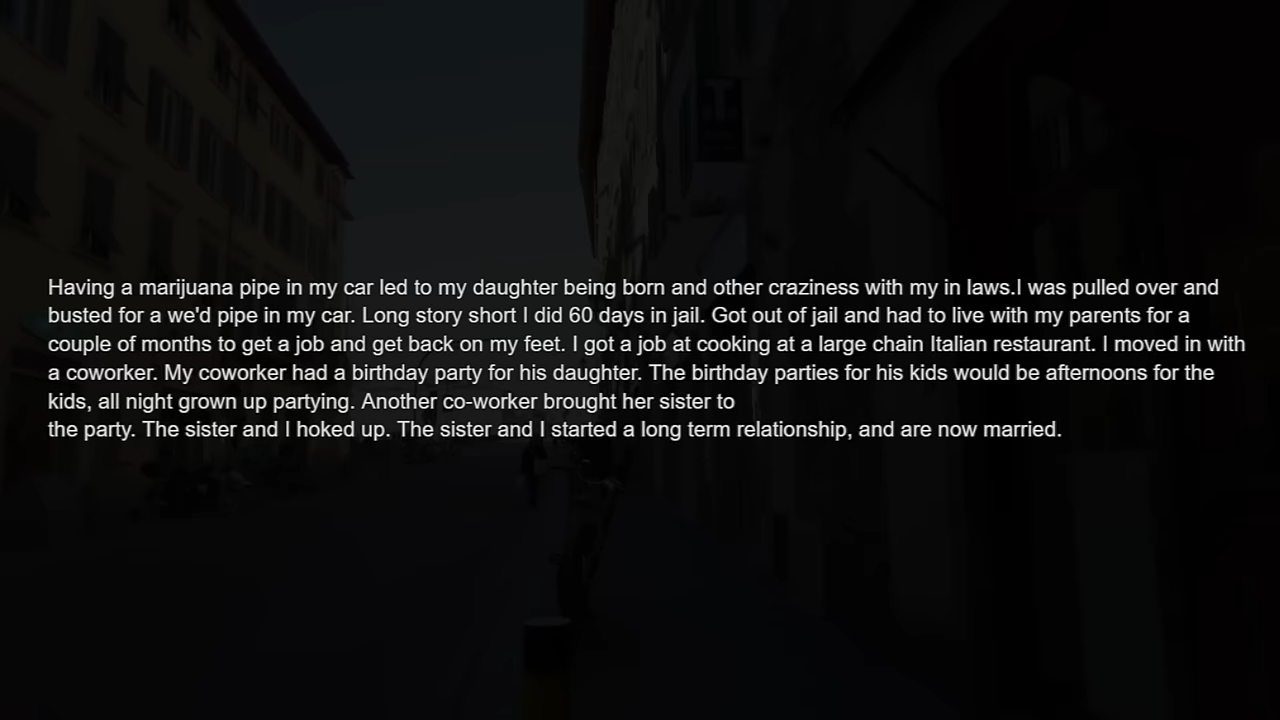 Having a marijuana pipe in my car led to my daughter being born and other craziness with my in laws.I was pulled over and
busted for a we'd pipe in my car. Long story short I did 60 days in jail. Got out of jail and had to live with my parents for a
couple of months to get a job and get back on my feet. I got a job at cooking at a large chain Italian restaurant. I moved in with
a coworker. My coworker had a birthday party for his daughter. The birthday parties for his kids would be afternoons for the
kids, all night grown up partying. Another co-worker brought her sister to
the party. The sister and I hoked up. The sister and I started a long term relationship, and are now married.